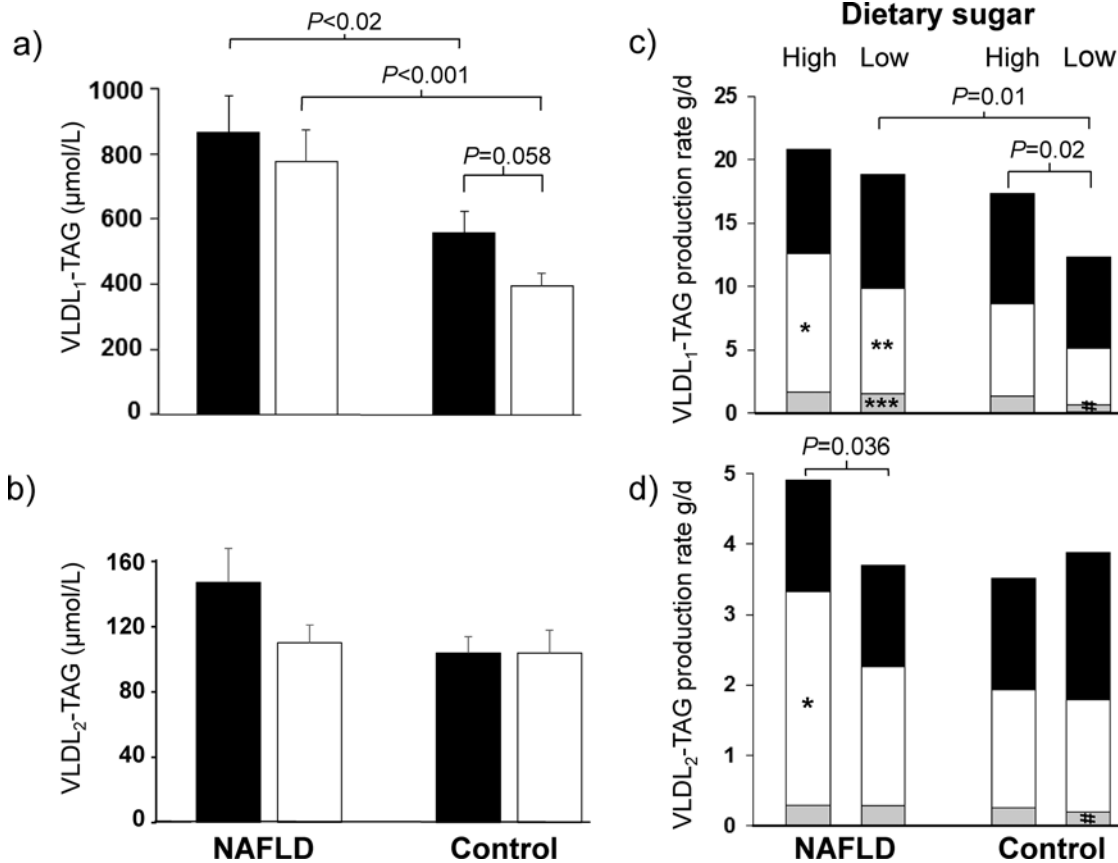 a)
P<0.02
P<0.001
P=0.058
VLDL₁-TAG (µmol/L)
1000
800
600
400
200
0
b)
VLDL₂-TAG (µmol/L)
160
120
80
40
0
NAFLD Control
Dietary sugar
c)
High Low High Low
P=0.01
P=0.02
VLDL₁-TAG production rate g/d
25
20
15
10
5
0
*
**
***
#
d)
P=0.036
VLDL₂-TAG production rate g/d
5
4
3
2
1
0
*
#
NAFLD Control